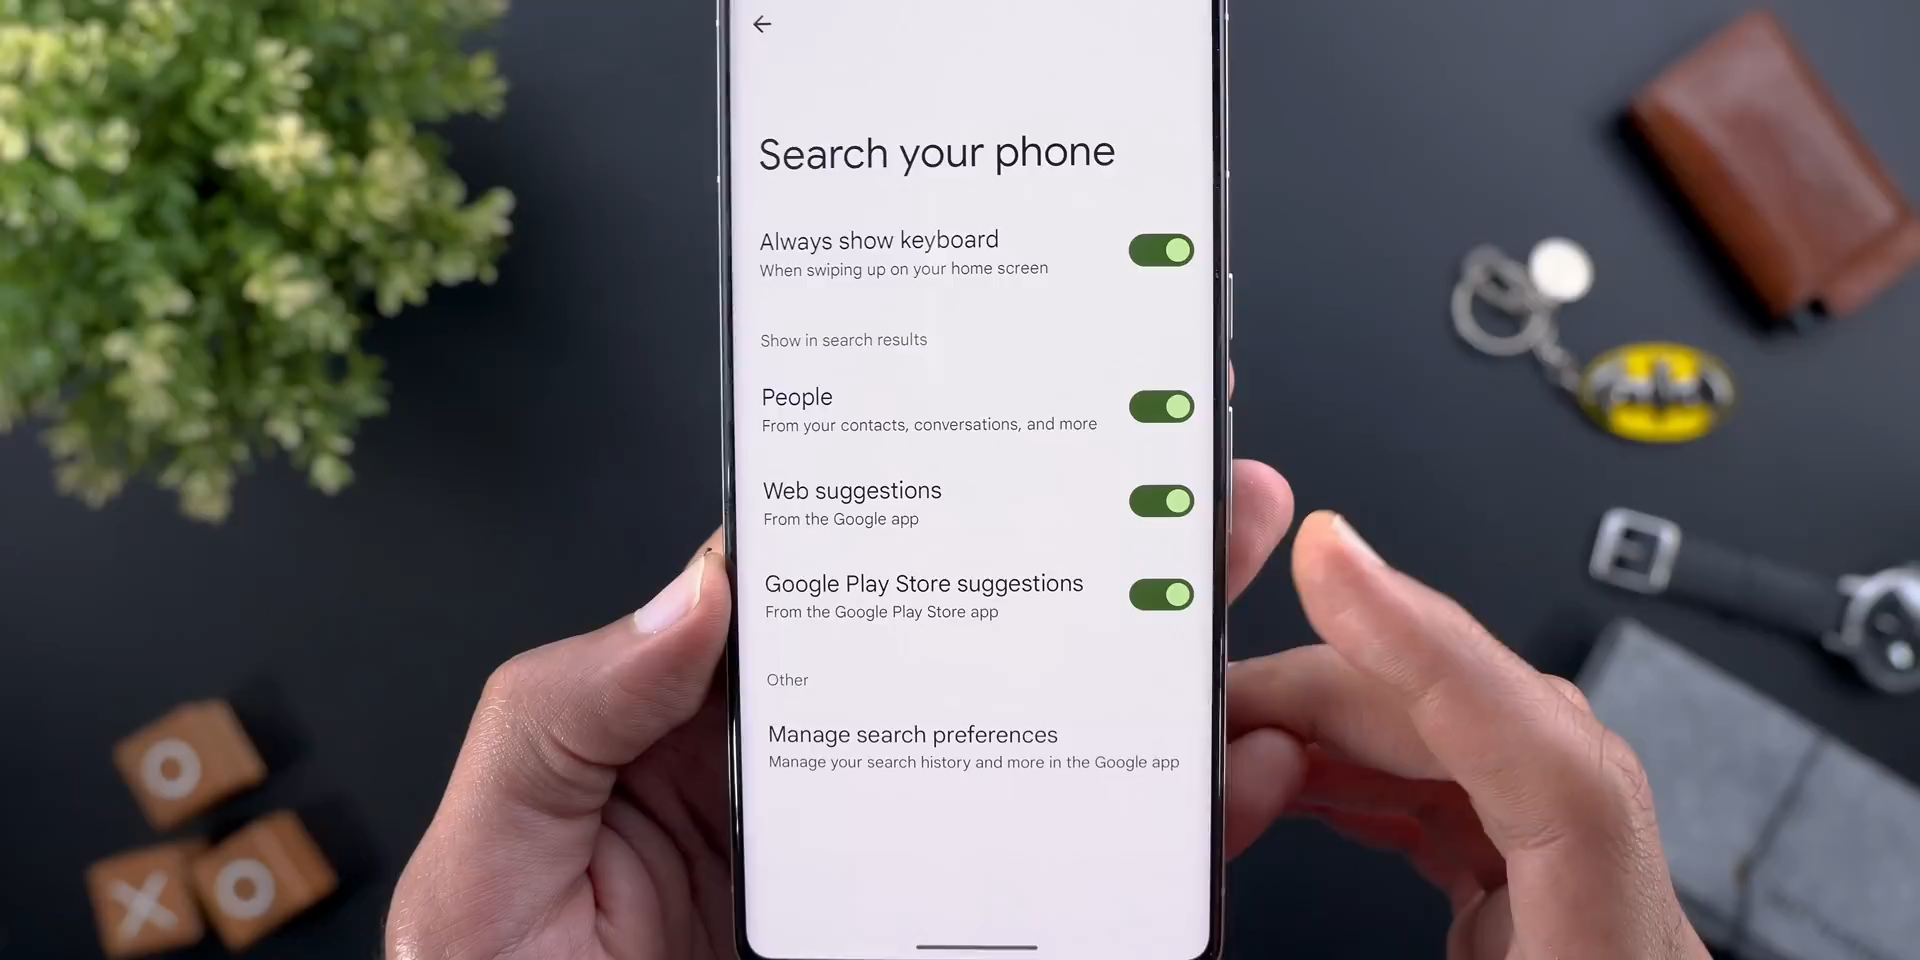 Search your phone
Always show keyboard
When swiping up on your home screen
Show in search results
People
From your contacts, conversations, and more
Web suggestions
From the Google app
Google Play Store suggestions
From the Google Play Store app
Other
Manage search preferences
Manage your search history and more in the Google app
O
X O